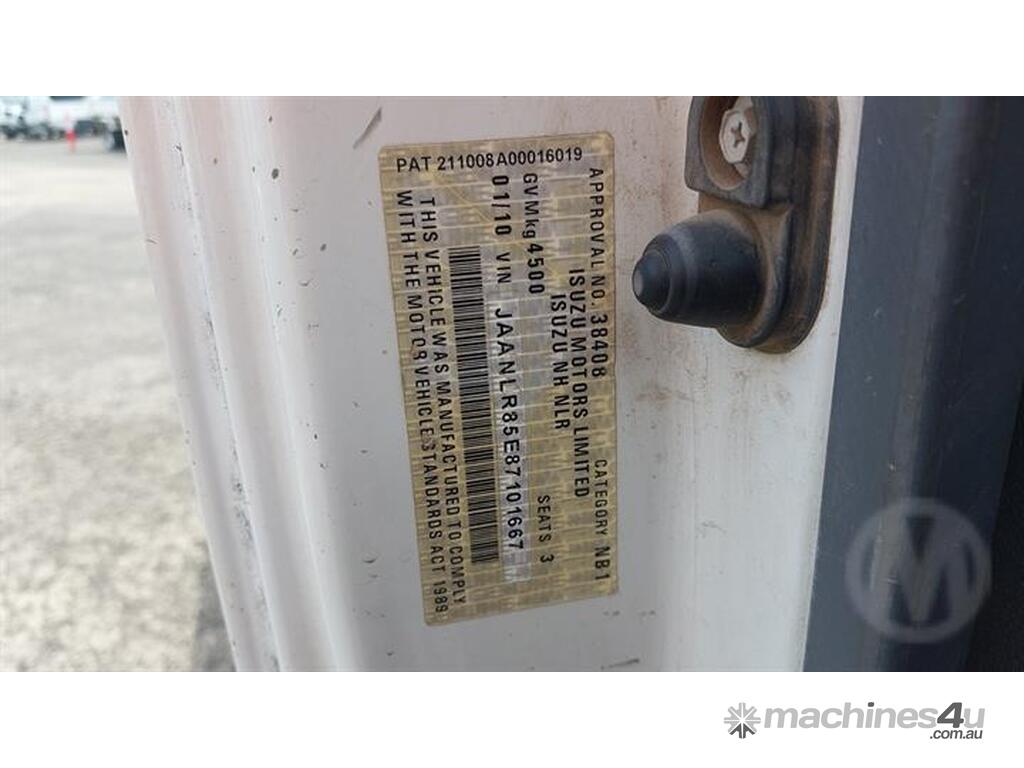 PAT 211008A00016019
APPROVAL NO. 38408 CATEGORY NB1
ISUZU MOTORS LIMITED
ISUZU NH NLR
GVMkg 4500 SEATS 3
01/10 VIN JAANLR85E87101667
THIS VEHICLE WAS MANUFACTURED TO COMPLY
WITH THE MOTOR VEHICLE STANDARDS ACT 1989
M
machines4u
.com.au